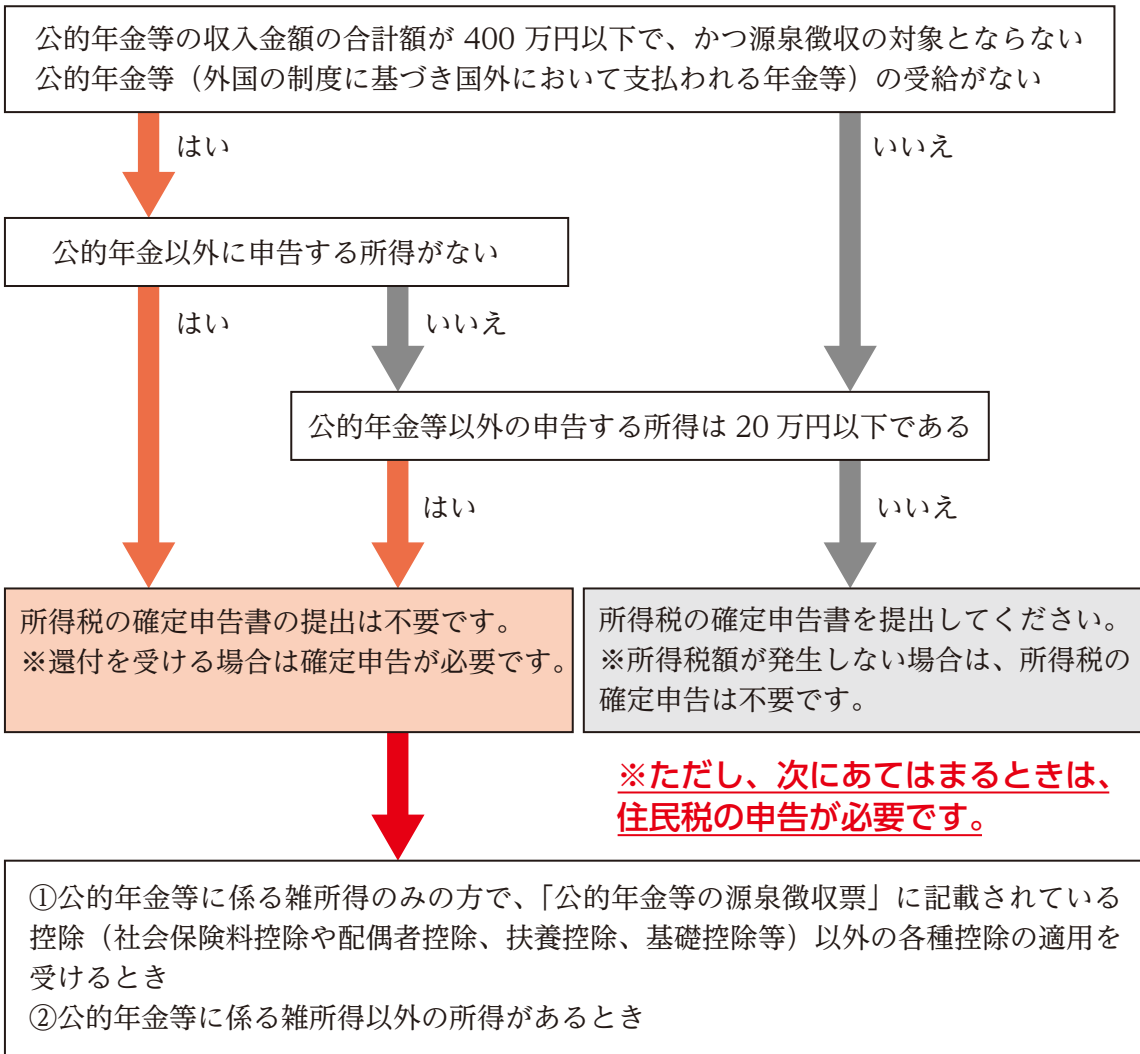 公的年金等の収入金額の合計額が 400 万円以下で、かつ源泉徴収の対象とならない
公的年金等（外国の制度に基づき国外において支払われる年金等）の受給がない
はい
いいえ
公的年金以外に申告する所得がない
はい
いいえ
公的年金等以外の申告する所得は 20 万円以下である
はい
いいえ
所得税の確定申告書の提出は不要です。
※還付を受ける場合は確定申告が必要です。
所得税の確定申告書を提出してください。
※所得税額が発生しない場合は、所得税の
確定申告は不要です。
※ただし、次にあてはまるときは、
住民税の申告が必要です。
①公的年金等に係る雑所得のみの方で、「公的年金等の源泉徴収票」に記載されている
控除（社会保険料控除や配偶者控除、扶養控除、基礎控除等）以外の各種控除の適用を
受けるとき
②公的年金等に係る雑所得以外の所得があるとき